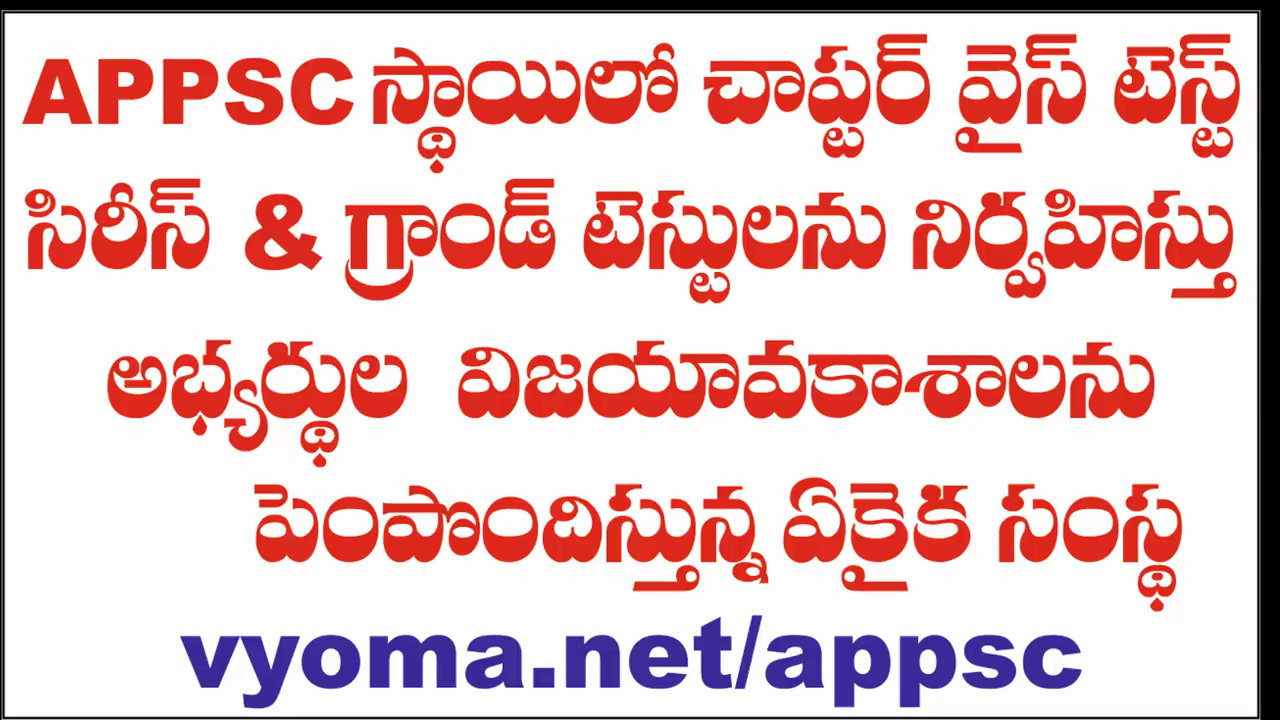 APPSC స్థాయిలో చాప్టర్ వైస్ టెస్ట్
సిరీస్ & గ్రాండ్ టెస్టులను నిర్వహిస్తు
అభ్యర్థుల విజయావకాశాలను
పెంపొందిస్తున్న ఏకైక సంస్థ
vyoma.net/appsc